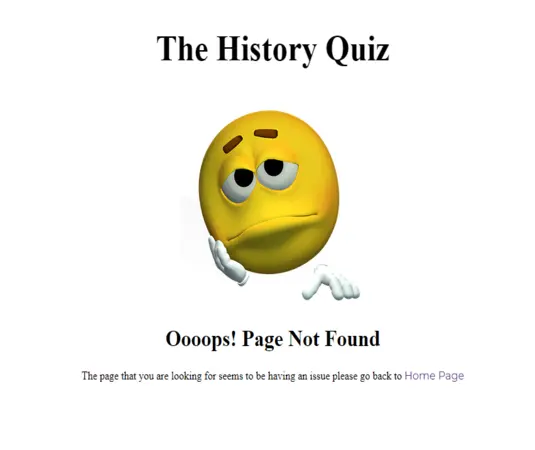 The History Quiz
Oooops! Page Not Found
The page that you are looking for seems to be having an issue please go back to Home Page